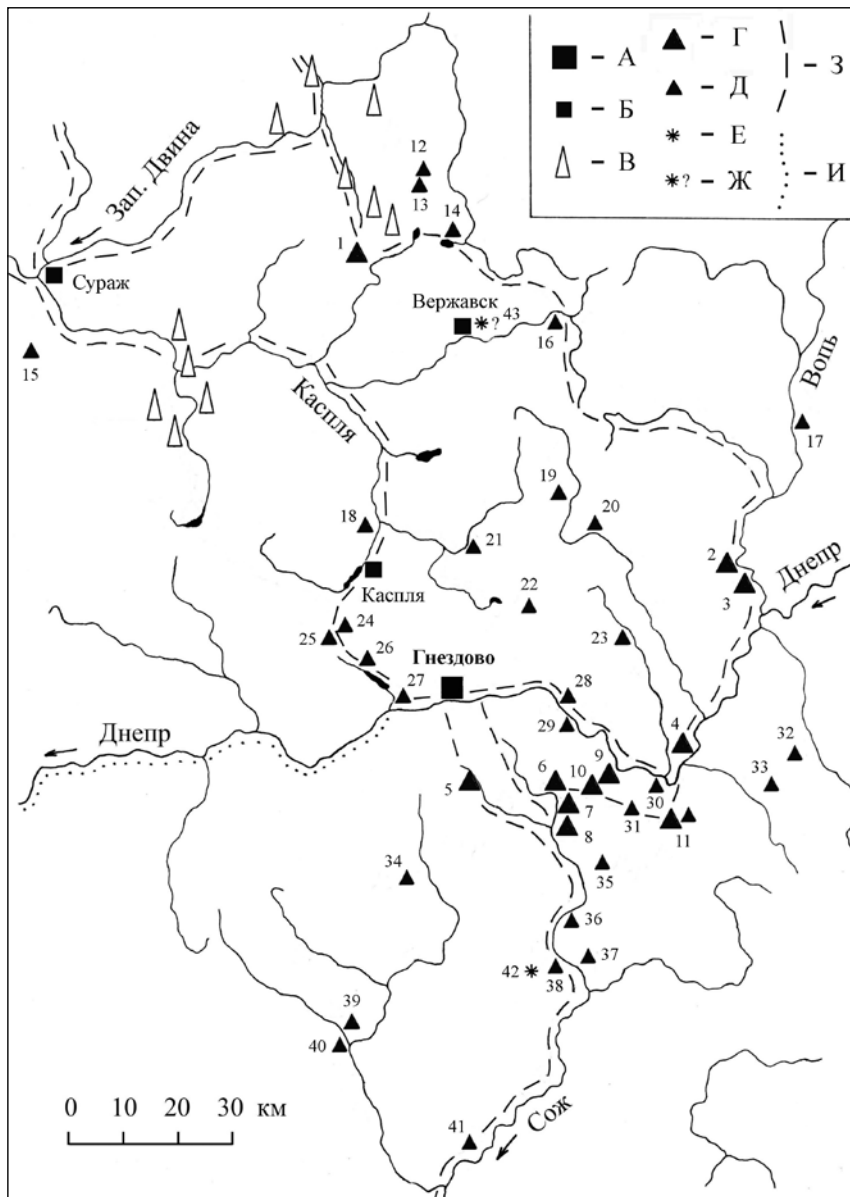 – А
– Б
– В
– Г
– Д
– Е
? – Ж
– З
– И
Зап. Двина
12
13
14
1
Сураж
Вержавск
? 43
16
15
Вопь
17
Каспля
19
20
18
21
2
3
Днепр
Каспля
22
24
25
23
26
Гнездово
27
28
29
4
32
Днепр
9
6
10
33
5
30
7
31
8
11
34
35
36
37
42
38
39
40
0 10 20 30 км
41
Сож